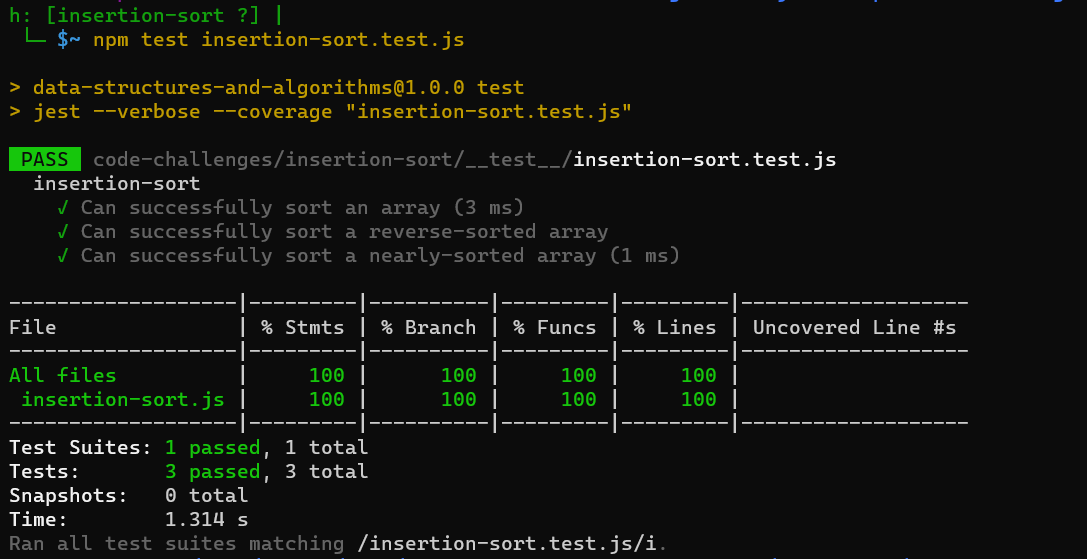 h: [insertion-sort ?] |
└─ $~ npm test insertion-sort.test.js
> data-structures-and-algorithms@1.0.0 test
> jest --verbose --coverage "insertion-sort.test.js"
PASS code-challenges/insertion-sort/__test__/insertion-sort.test.js
insertion-sort
√ Can successfully sort an array (3 ms)
√ Can successfully sort a reverse-sorted array
√ Can successfully sort a nearly-sorted array (1 ms)
-------------------|---------|----------|---------|---------|-------------------
File | % Stmts | % Branch | % Funcs | % Lines | Uncovered Line #s
-------------------|---------|----------|---------|---------|-------------------
All files | 100 | 100 | 100 | 100 |
insertion-sort.js | 100 | 100 | 100 | 100 |
-------------------|---------|----------|---------|---------|-------------------
Test Suites: 1 passed, 1 total
Tests: 3 passed, 3 total
Snapshots: 0 total
Time: 1.314 s
Ran all test suites matching /insertion-sort.test.js/i.